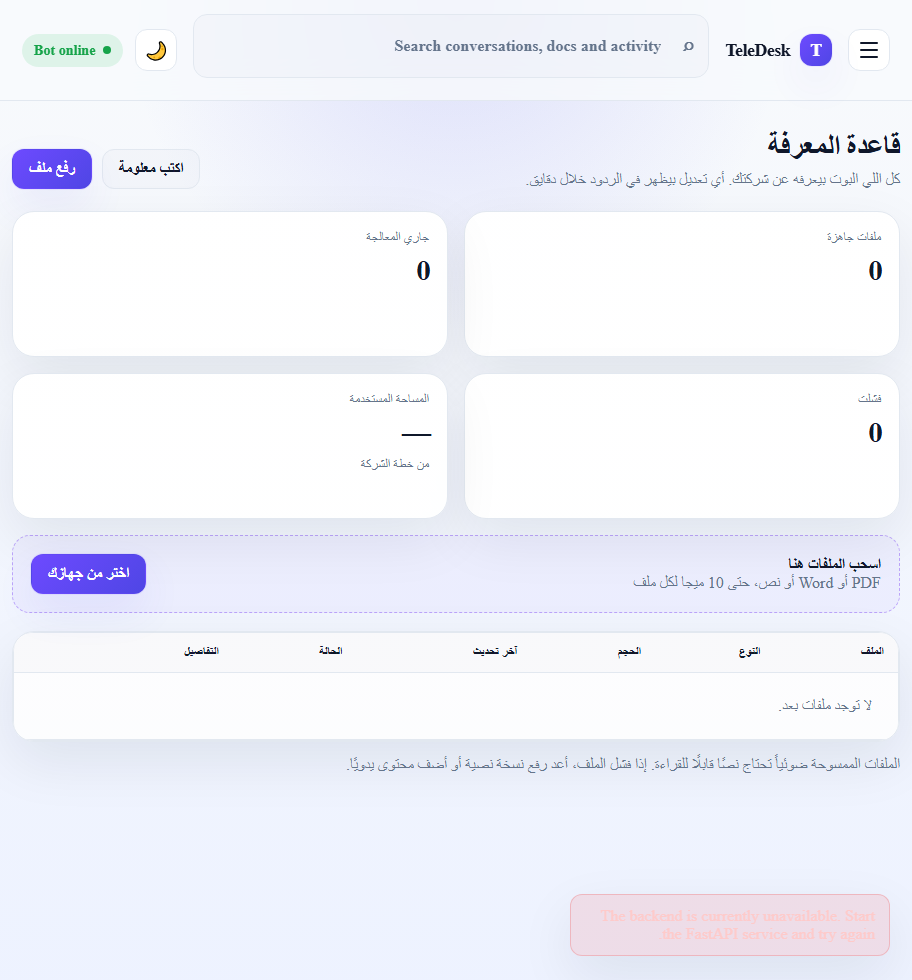 TeleDesk
T
Search conversations, docs and activity
Bot online
قاعدة المعرفة
كل اللي البوت بيعرفه عن شركتك. أي تعديل بيظهر في الردود خلال دقايق.
اكتب معلومة
رفع ملف
ملفات جاهزة
0
جاري المعالجة
0
فشلت
0
المساحة المستخدمة
—
من خطة الشركة
اسحب الملفات هنا
PDF أو Word أو نص، حتى 10 ميجا لكل ملف
اختر من جهازك
الملف النوع الحجم آخر تحديث الحالة التفاصيل
لا توجد ملفات بعد.
الملفات الممسوحة ضوئياً تحتاج نصًا قابلًا للقراءة. إذا فشل الملف، أعد رفع نسخة نصية أو أضف محتوى يدويًا.
The backend is currently unavailable. Start
the FastAPI service and try again